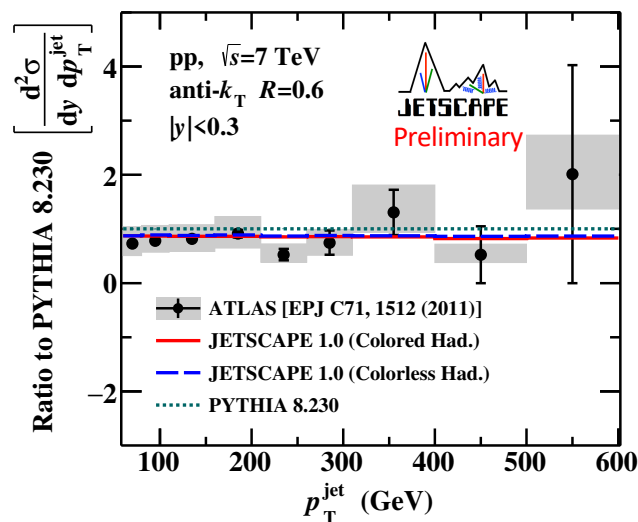 pp, √s=7 TeV
anti-k_T R=0.6
|y|<0.3
JETSCAPE
Preliminary
Ratio to PYTHIA 8.230 [d²σ / dy dp_T^jet]
4
2
0
−2
ATLAS [EPJ C71, 1512 (2011)]
JETSCAPE 1.0 (Colored Had.)
JETSCAPE 1.0 (Colorless Had.)
PYTHIA 8.230
100 200 300 400 500 600
p_T^jet (GeV)